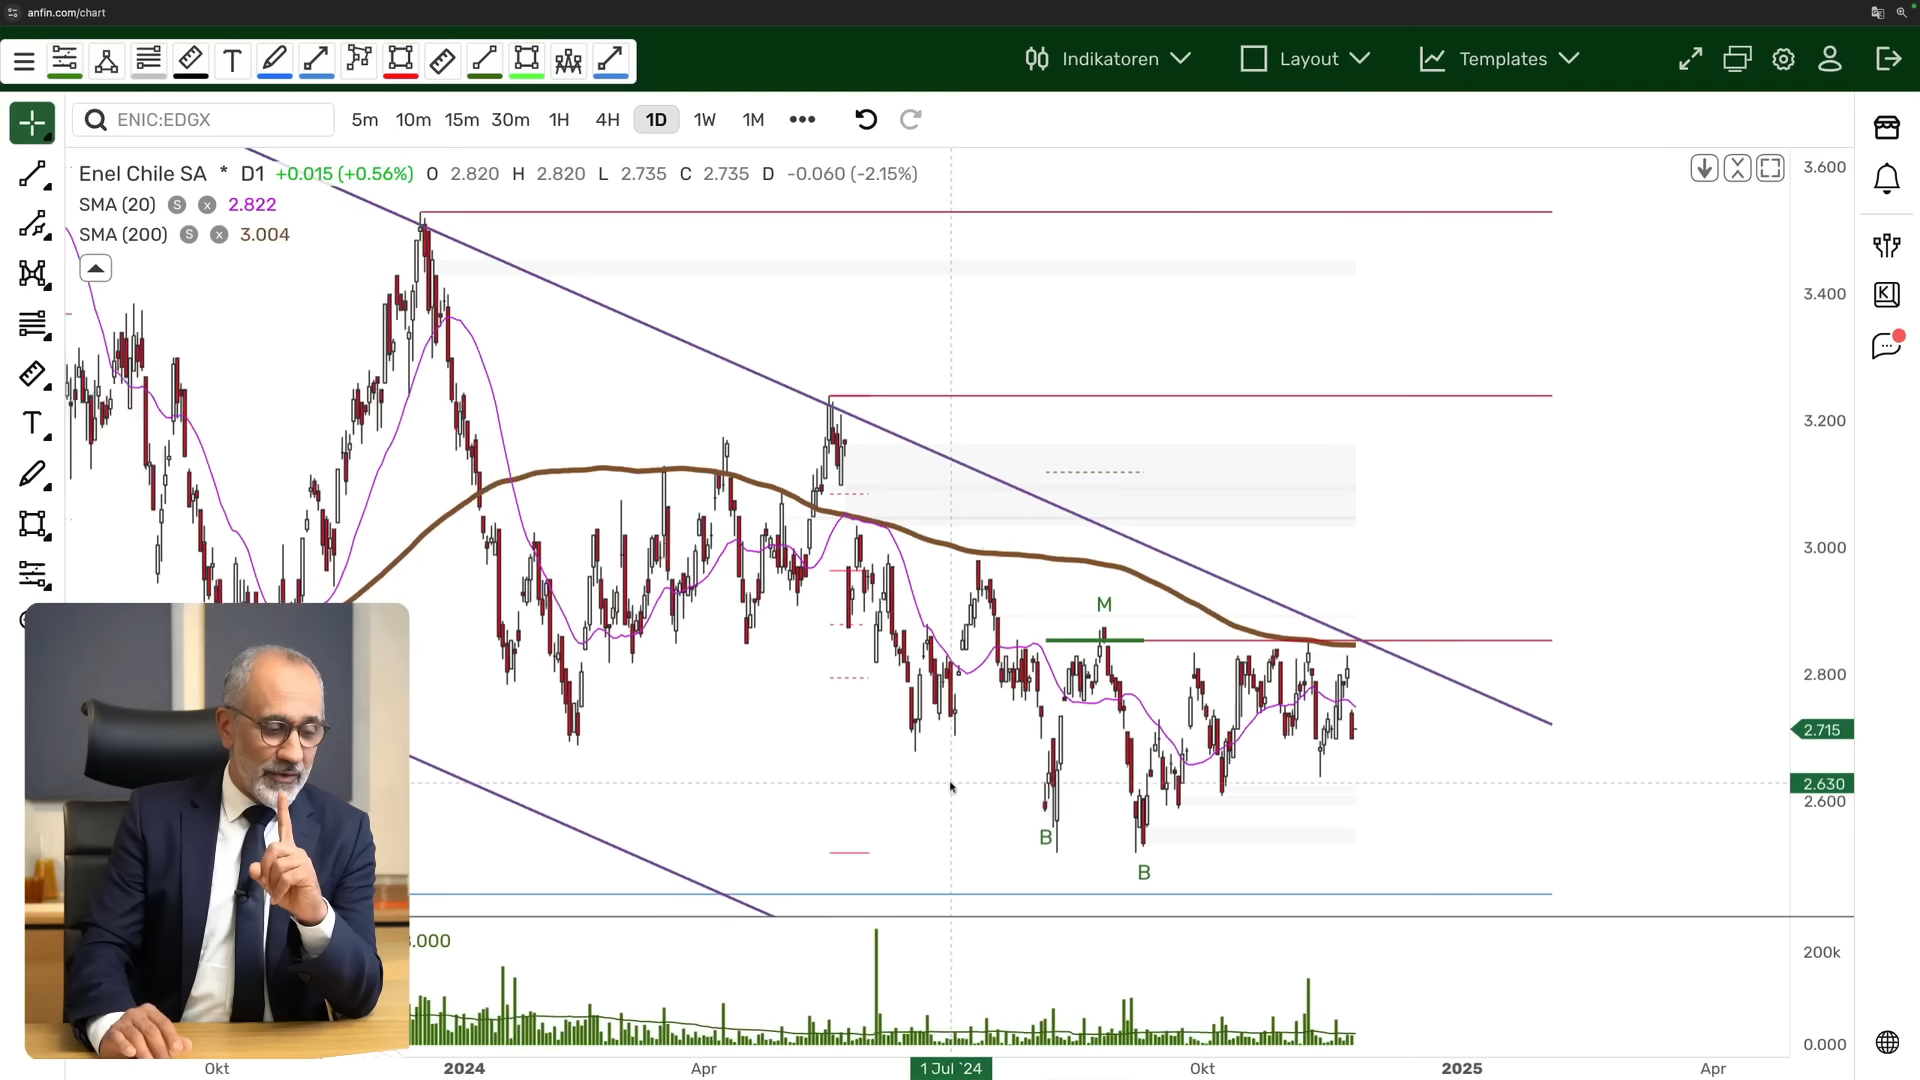 anfin.com/chart
T
Indikatoren
Layout
Templates
ENIC:EDGX
5m 10m 15m 30m 1H 4H 1D 1W 1M •••
Enel Chile SA * D1 +0.015 (+0.56%) O 2.820 H 2.820 L 2.735 C 2.735 D -0.060 (-2.15%)
SMA (20) S x 2.822
SMA (200) S x 3.004
T
K
3.600
3.400
3.200
3.000
2.800
2.715
2.630
2.600
M
B
B
.000
200k
0.000
Okt 2024 Apr 1 Jul `24 Okt 2025 Apr